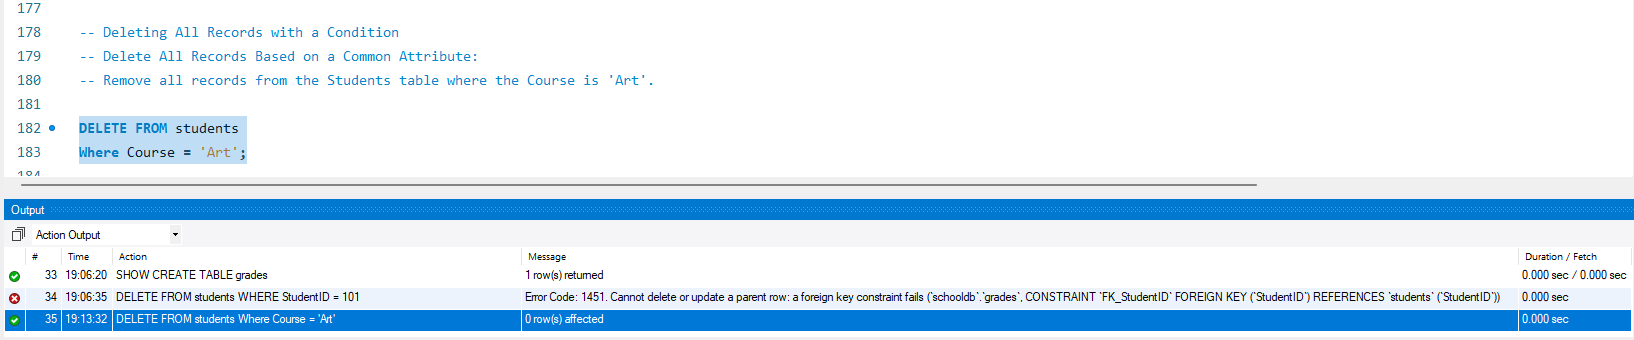 177
178 -- Deleting All Records with a Condition
179 -- Delete All Records Based on a Common Attribute:
180 -- Remove all records from the Students table where the Course is 'Art'.
181
182 DELETE FROM students
183 Where Course = 'Art';
184
Output
Action Output
# Time Action Message Duration / Fetch
33 19:06:20 SHOW CREATE TABLE grades 1 row(s) returned 0.000 sec / 0.000 sec
34 19:06:35 DELETE FROM students WHERE StudentID = 101 Error Code: 1451. Cannot delete or update a parent row: a foreign key constraint fails (`schooldb`.`grades`, CONSTRAINT `FK_StudentID` FOREIGN KEY (`StudentID`) REFERENCES `students` (`StudentID`)) 0.000 sec
35 19:13:32 DELETE FROM students Where Course = 'Art' 0 row(s) affected 0.000 sec